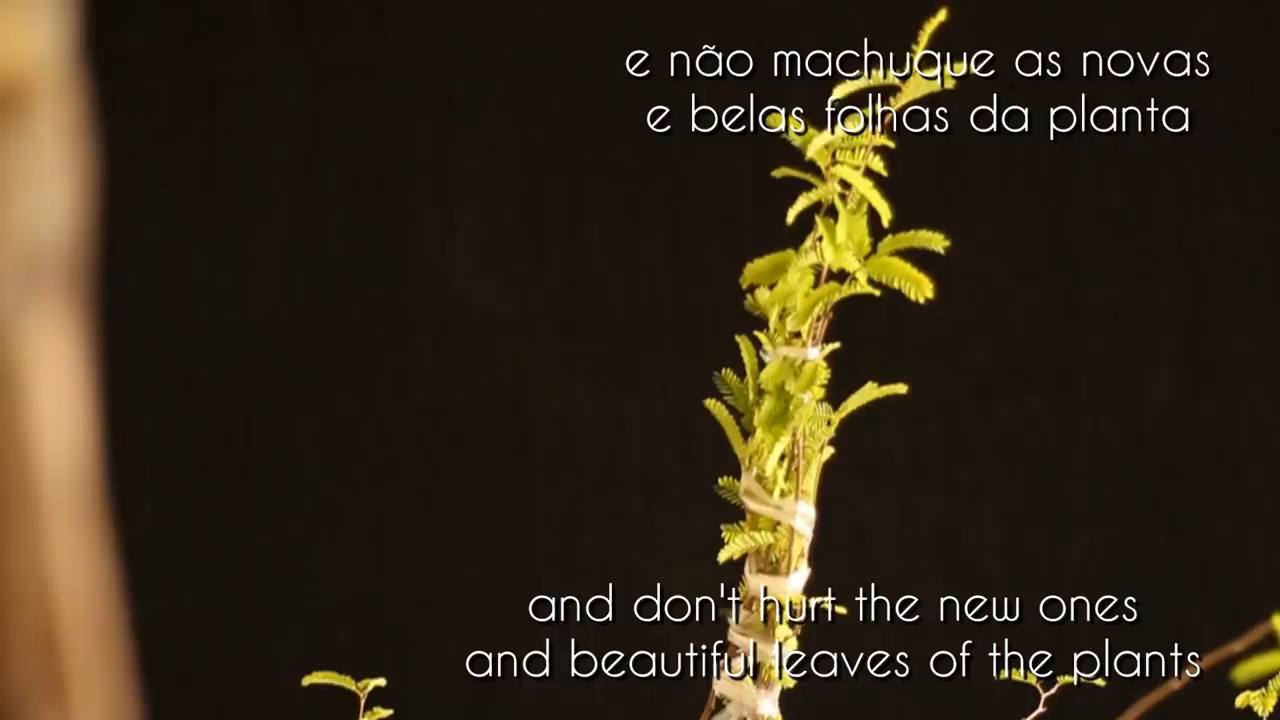 e não machuque as novas
e belas folhas da planta
and don't hurt the new ones
and beautiful leaves of the plants